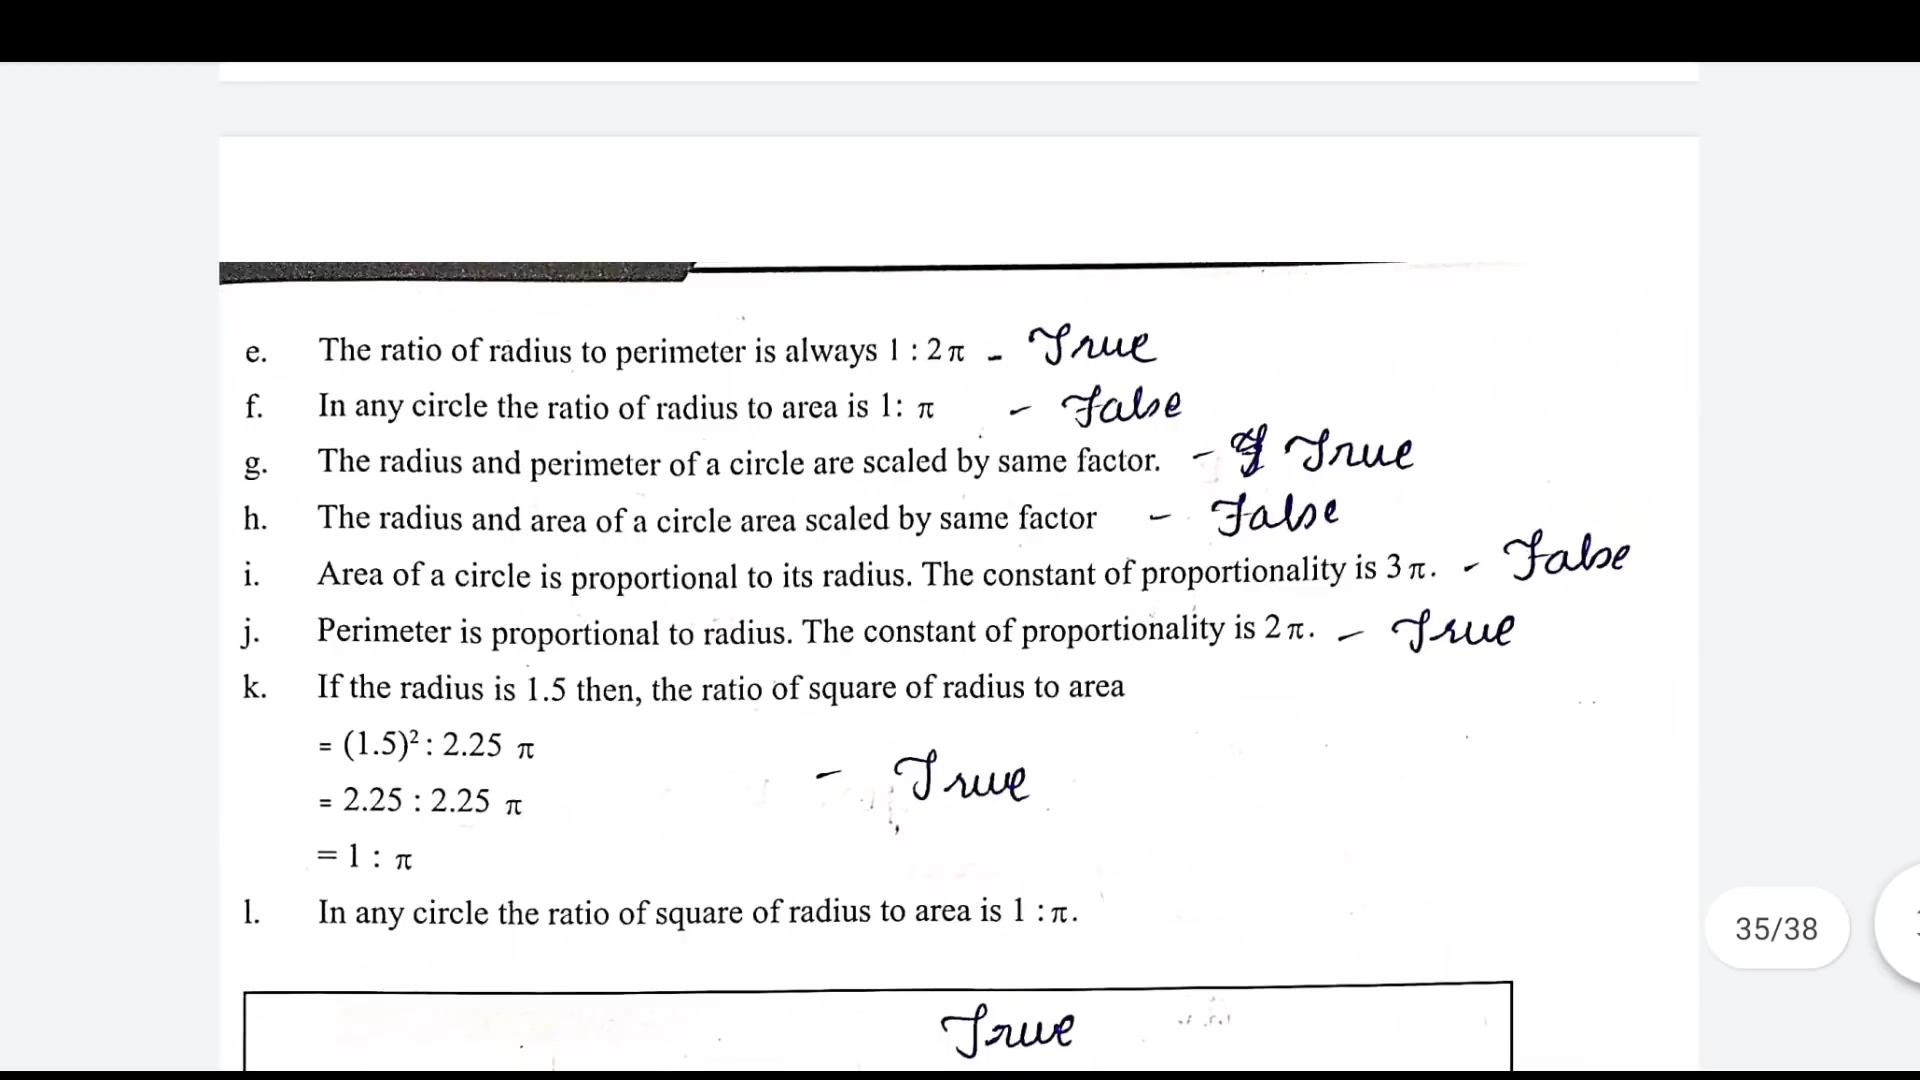 e. The ratio of radius to perimeter is always 1 : 2π - True
f. In any circle the ratio of radius to area is 1: π - False
g. The radius and perimeter of a circle are scaled by same factor. - True
h. The radius and area of a circle area scaled by same factor - False
i. Area of a circle is proportional to its radius. The constant of proportionality is 3π. - False
j. Perimeter is proportional to radius. The constant of proportionality is 2π. - True
k. If the radius is 1.5 then, the ratio of square of radius to area
= (1.5)² : 2.25 π
= 2.25 : 2.25 π - True
= 1 : π
l. In any circle the ratio of square of radius to area is 1 : π.
35/38
True